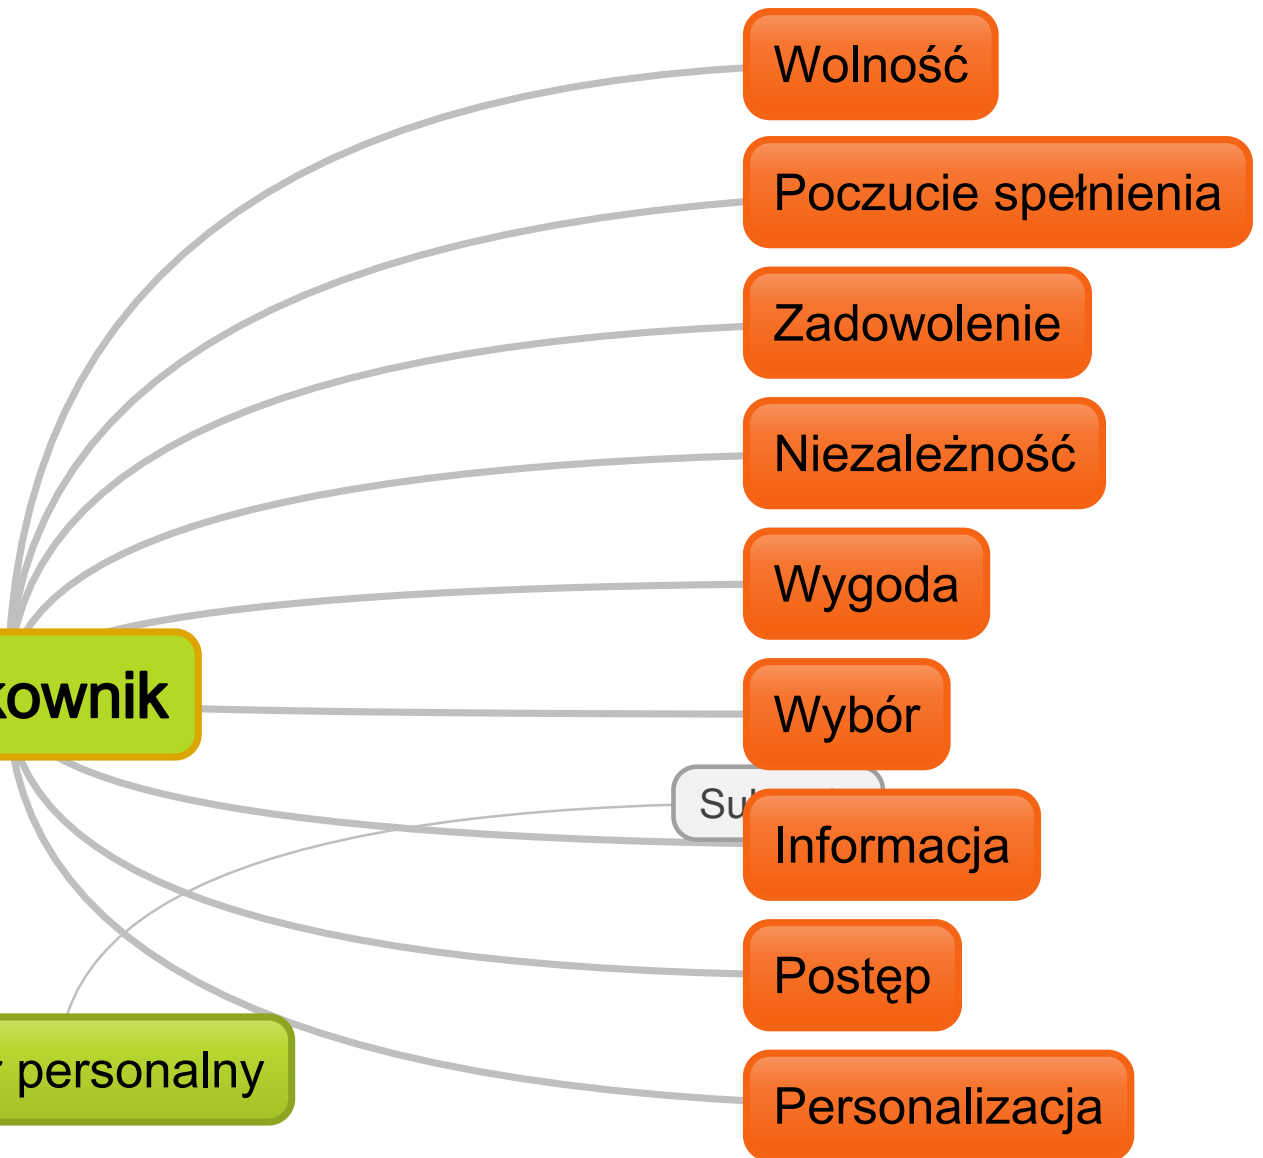 Wolność
Poczucie spełnienia
Zadowolenie
Niezależność
Wygoda
kownik
Wybór
Informacja
Postęp
personalny
Personalizacja